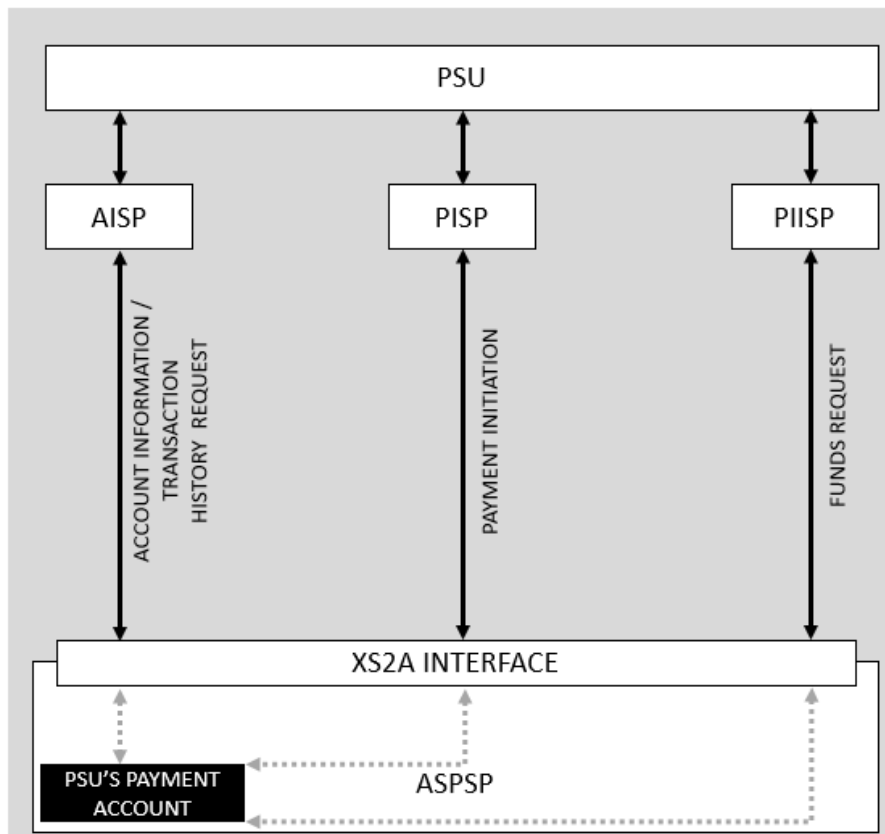 PSU
AISP
PISP
PIISP
ACCOUNT INFORMATION /
TRANSACTION
HISTORY REQUEST
PAYMENT INITIATION
FUNDS REQUEST
XS2A INTERFACE
PSU'S PAYMENT
ACCOUNT
ASPSP